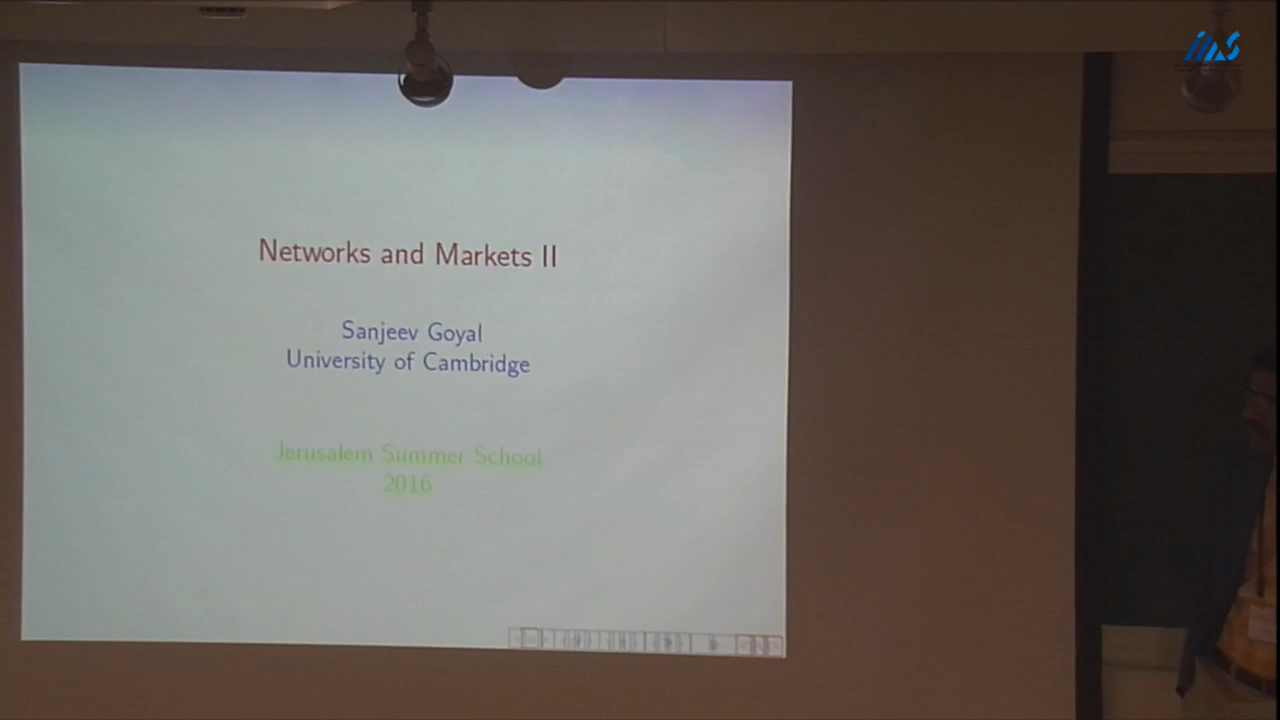 Networks and Markets II
Sanjeev Goyal
University of Cambridge
Jerusalem Summer School
2016